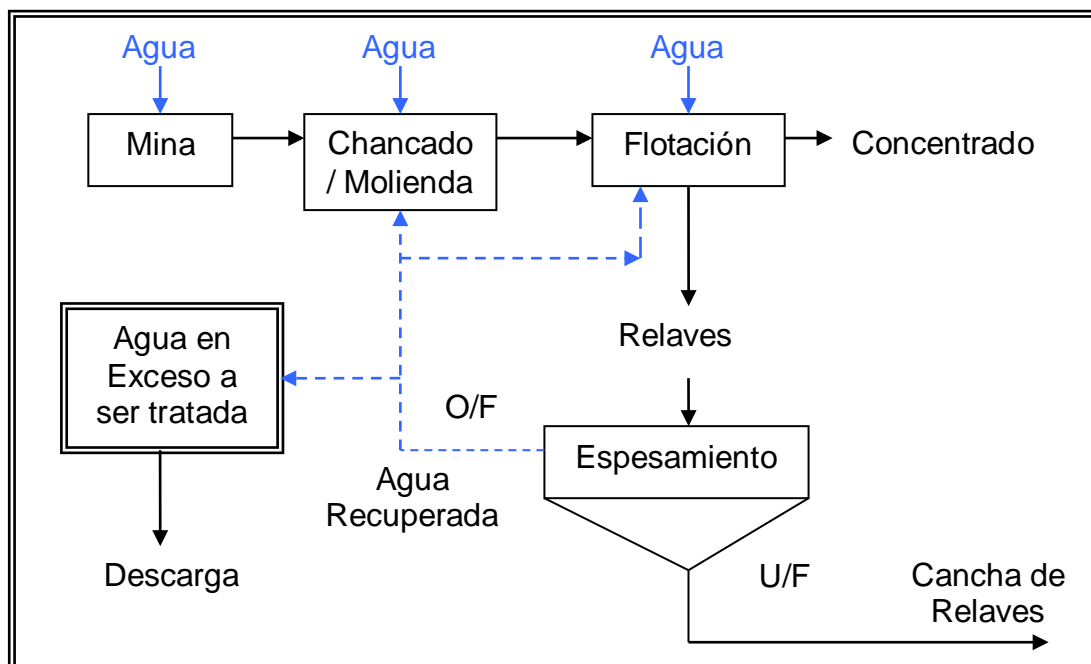 Agua
Agua
Agua
Mina
Chancado
/ Molienda
Flotación
Concentrado
Relaves
Agua en
Exceso a
ser tratada
O/F
Espesamiento
Agua
Recuperada
Descarga
U/F
Cancha de
Relaves